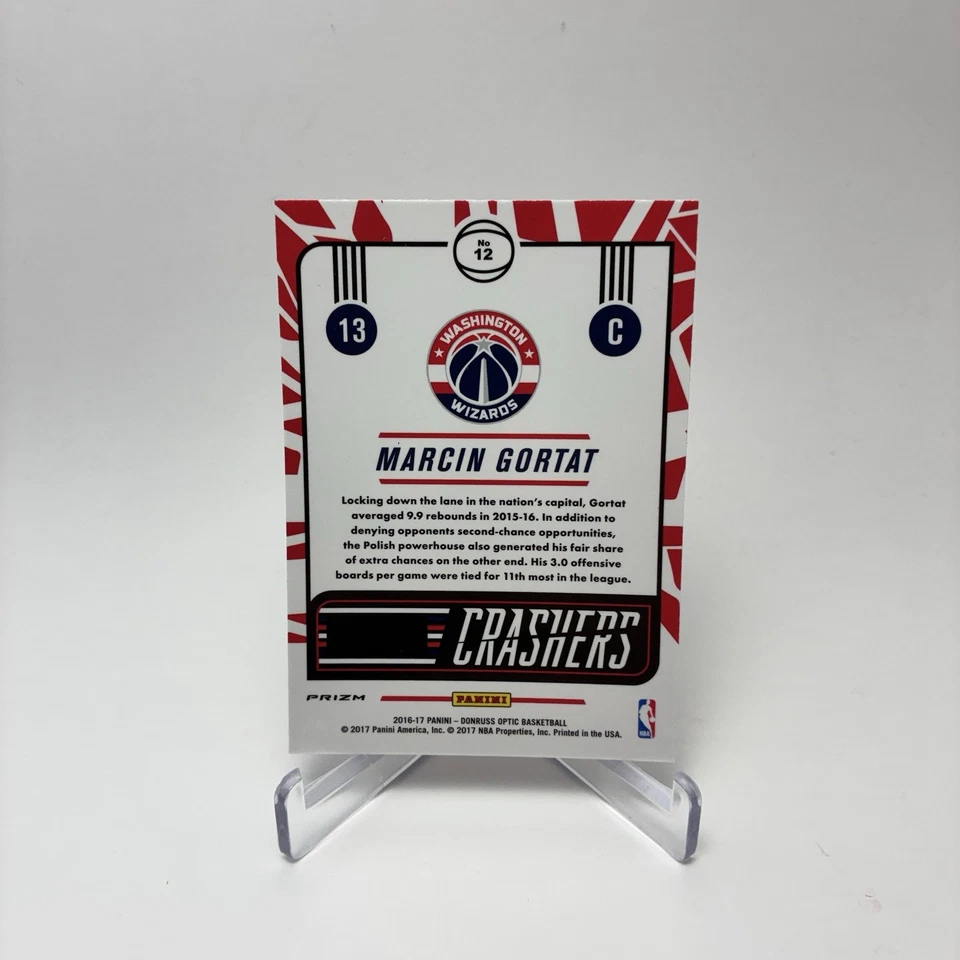 No
12
13
C
WASHINGTON
WIZARDS
MARCIN GORTAT
Locking down the lane in the nation's capital, Gortat
averaged 9.9 rebounds in 2015-16. In addition to
denying opponents second-chance opportunities,
the Polish powerhouse also generated his fair share
of extra chances on the other end. His 3.0 offensive
boards per game were tied for 11th most in the league.
CRASHERS
PRIZM
PANINI
2016-17 PANINI – DONRUSS OPTIC BASKETBALL
© 2017 Panini America, Inc. © 2017 NBA Properties, Inc. Printed in the USA.
NBA